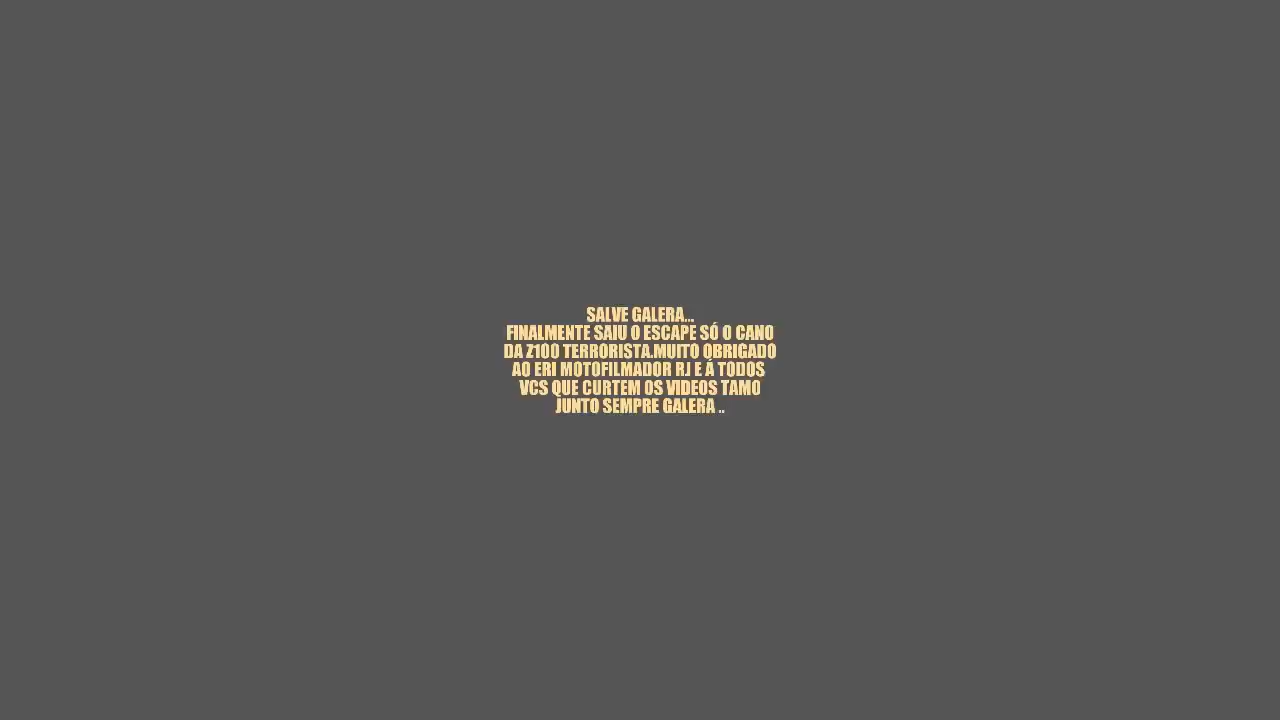 SALVE GALERA...
FINALMENTE SAIU O ESCAPE SÓ O CANO
DA Z100 TERRORISTA.MUITO OBRIGADO
AO ERI MOTOFILMADOR RJ E Á TODOS
VCS QUE CURTEM OS VIDEOS TAMO
JUNTO SEMPRE GALERA ..